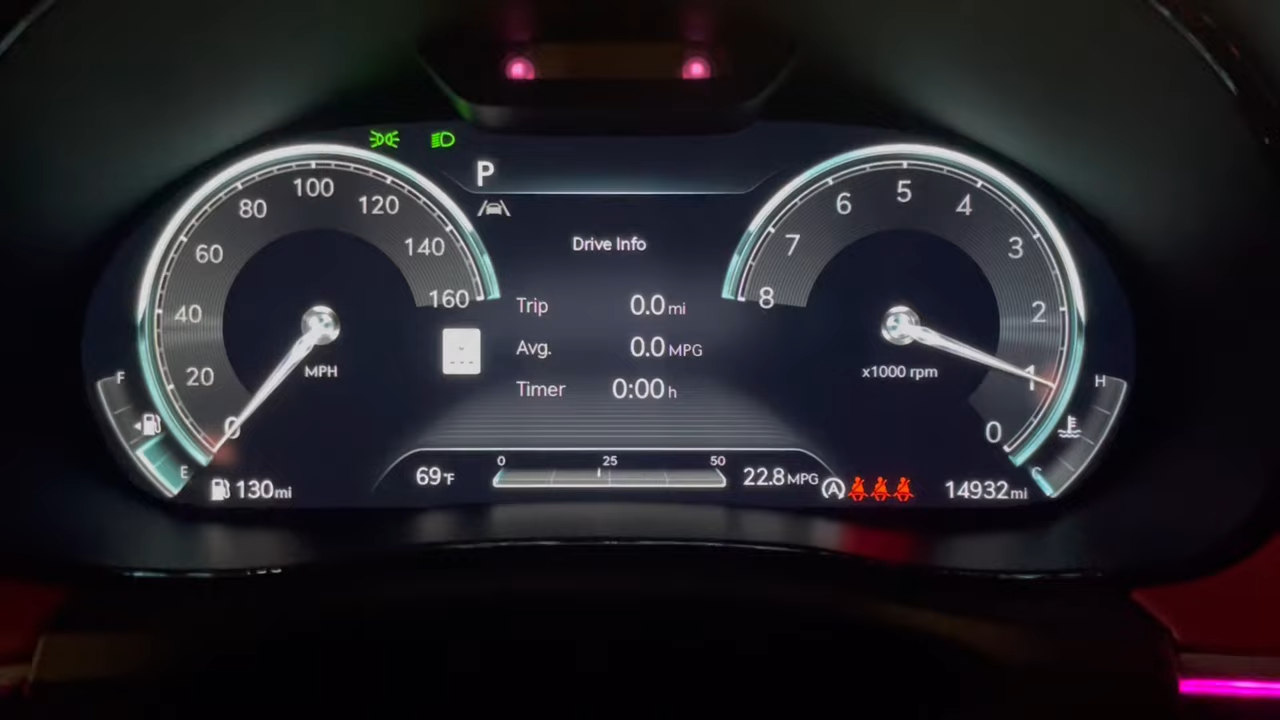 P
100
80
120
60
140
40
160
20
0
MPH
F
E
130mi
Drive Info
Trip 0.0 mi
Avg. 0.0 MPG
Timer 0:00 h
69°F
0 25 50
22.8MPG
A
5
6
4
7
3
8
2
1
0
x1000 rpm
H
C
14932mi